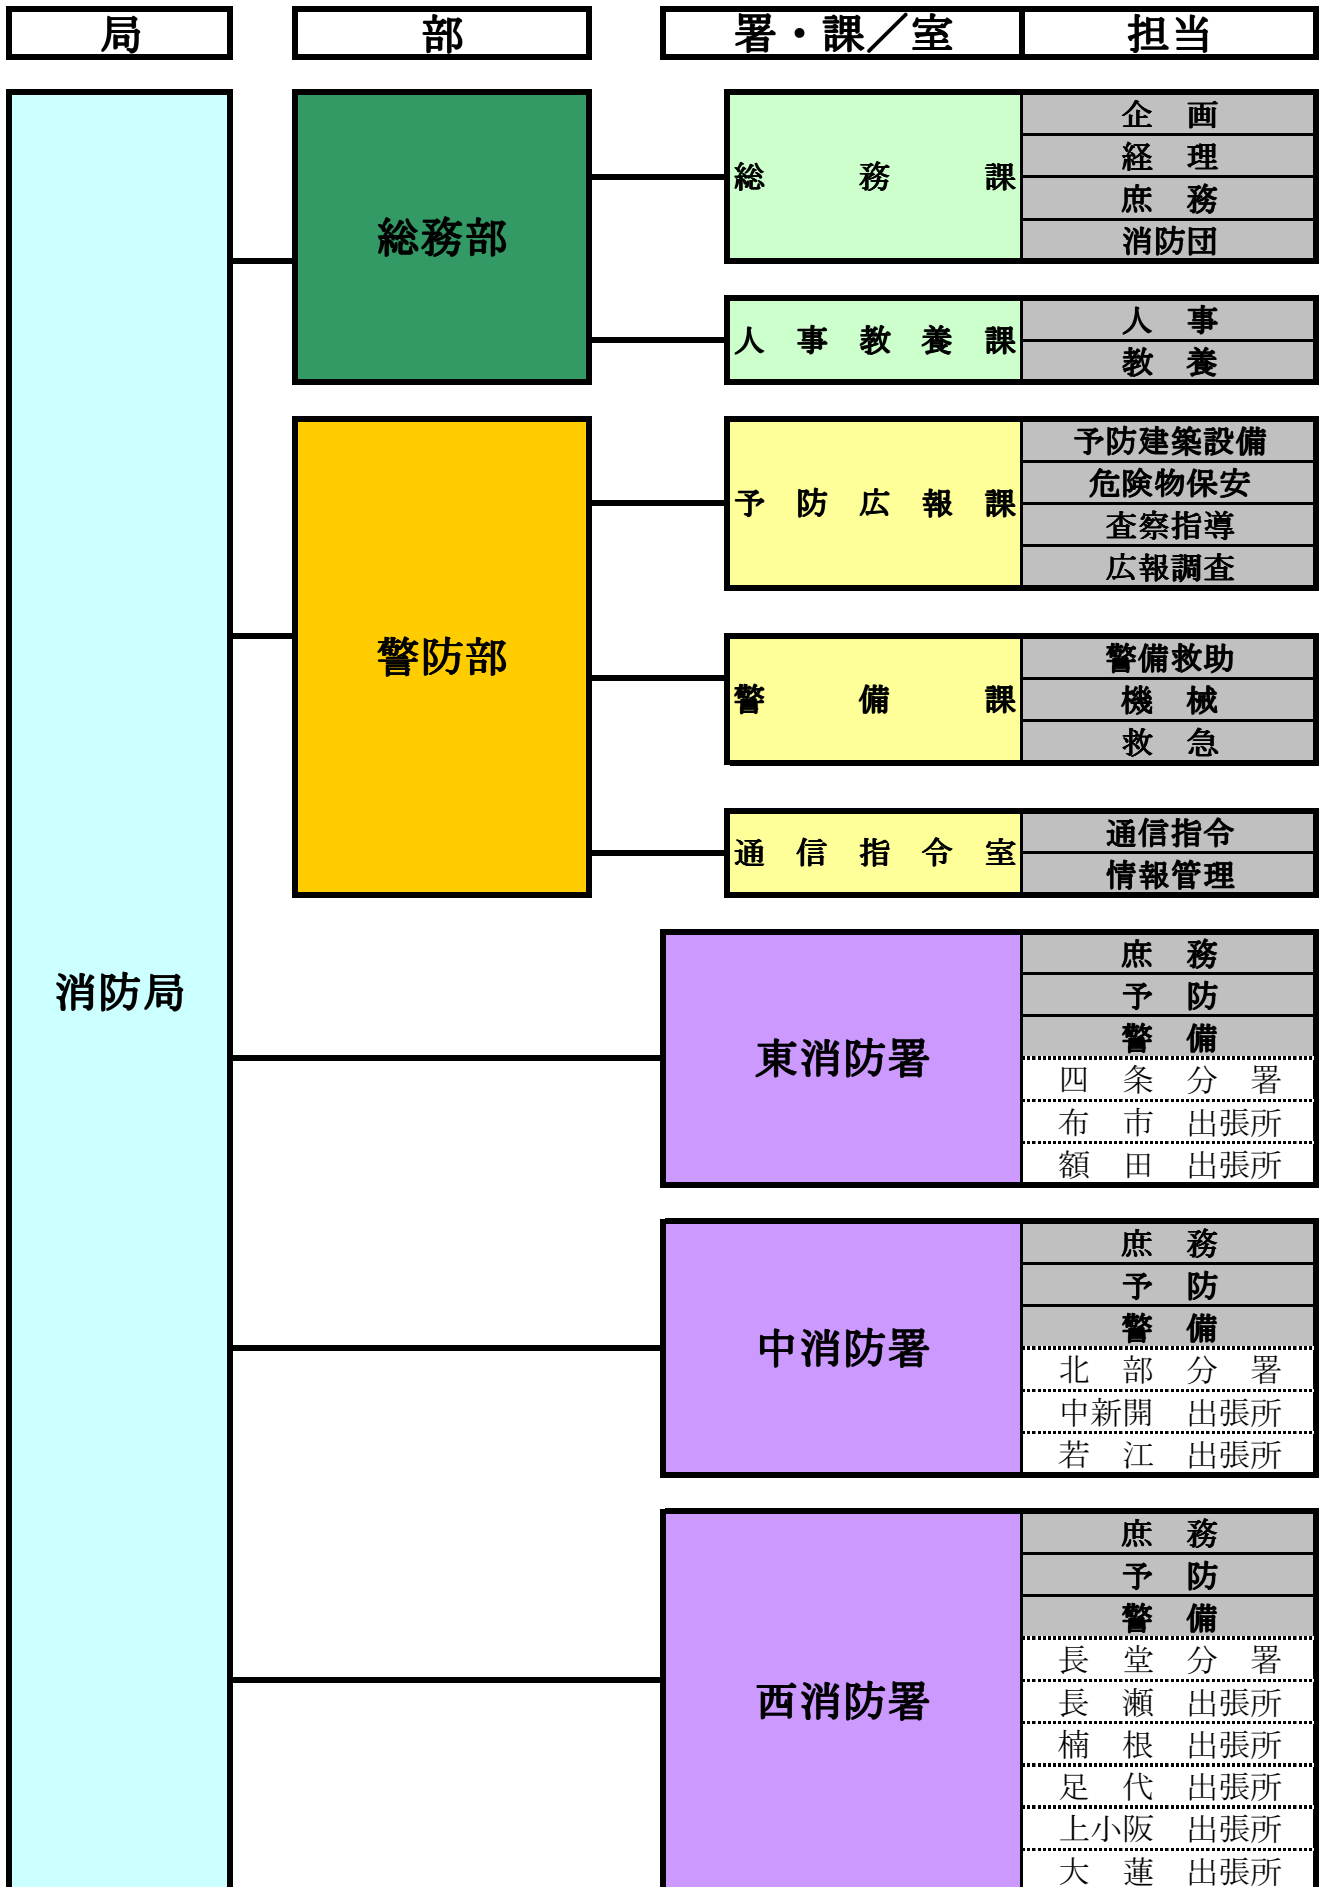 局　部　署・課／室　担当
消防局
総務部
総　務　課
企　画
経　理
庶　務
消防団
人　事　教　養　課
人　事
教　養
警防部
予　防　広　報　課
予防建築設備
危険物保安
査察指導
広報調査
警　備　課
警備救助
機　械
救　急
通　信　指　令　室
通信指令
情報管理
東消防署
庶　務
予　防
警　備
四　条　分　署
布　市　出張所
額　田　出張所
中消防署
庶　務
予　防
警　備
北　部　分　署
中新開　出張所
若　江　出張所
西消防署
庶　務
予　防
警　備
長　堂　分　署
長　瀬　出張所
楠　根　出張所
足　代　出張所
上小阪　出張所
大　蓮　出張所